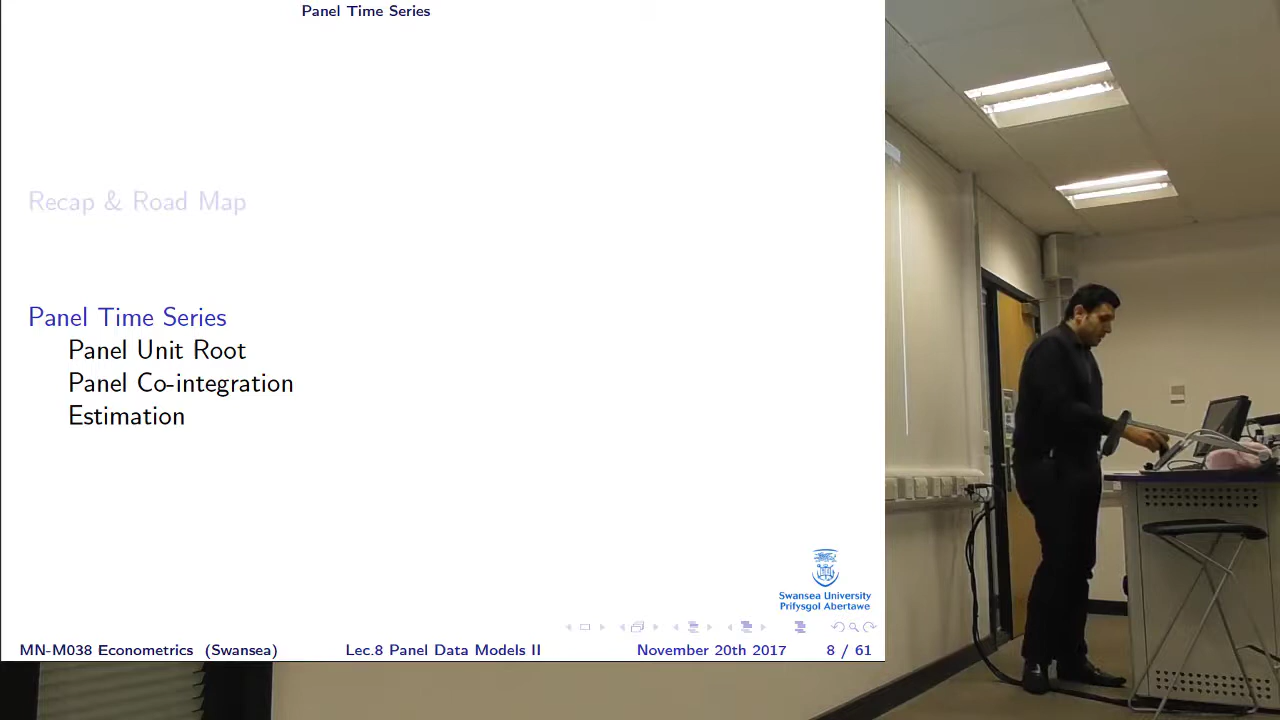 Panel Time Series
Recap & Road Map
Panel Time Series
Panel Unit Root
Panel Co-integration
Estimation
Swansea University
Prifysgol Abertawe
MN-M038 Econometrics (Swansea) Lec.8 Panel Data Models II November 20th 2017 8 / 61